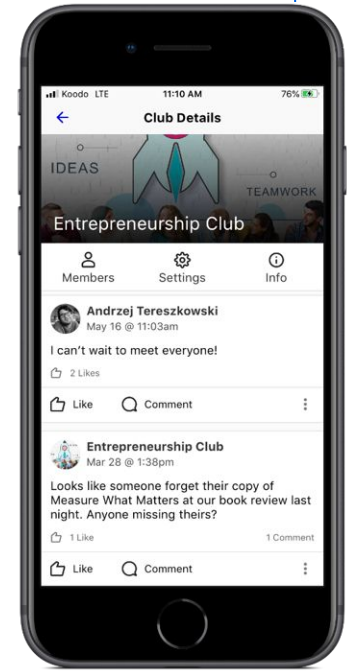 Koodo LTE 11:10 AM 76%
Club Details
IDEAS
TEAMWORK
Entrepreneurship Club
Members Settings Info
Andrzej Tereszkowski
May 16 @ 11:03am
I can't wait to meet everyone!
2 Likes
Like Comment
Entrepreneurship Club
Mar 28 @ 1:38pm
Looks like someone forget their copy of
Measure What Matters at our book review last
night. Anyone missing theirs?
1 Like 1 Comment
Like Comment